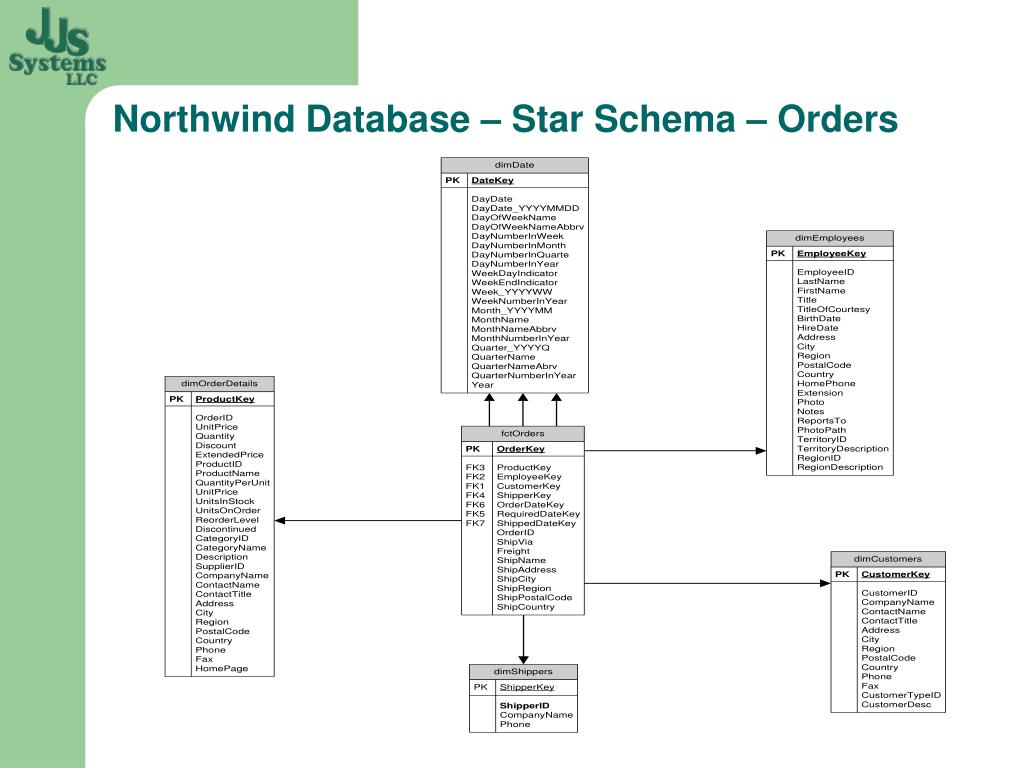 JJS
Systems
LLC
Northwind Database – Star Schema – Orders
dimDate
PK DateKey
DayDate
DayDate_YYYYMMDD
DayOfWeekName
DayOfWeekNameAbbrv
DayNumberInWeek
DayNumberInMonth
DayNumberInQuarte
DayNumberInYear
WeekDayIndicator
WeekEndIndicator
Week_YYYYWW
WeekNumberInYear
Month_YYYYMM
MonthName
MonthNameAbbrv
MonthNumberInYear
Quarter_YYYYQ
QuarterName
QuarterNameAbrv
QuarterNumberInYear
Year
dimEmployees
PK EmployeeKey
EmployeeID
LastName
FirstName
Title
TitleOfCourtesy
BirthDate
HireDate
Address
City
Region
PostalCode
Country
HomePhone
Extension
Photo
Notes
ReportsTo
PhotoPath
TerritoryID
TerritoryDescription
RegionID
RegionDescription
dimOrderDetails
PK ProductKey
OrderID
UnitPrice
Quantity
Discount
ExtendedPrice
ProductID
ProductName
QuantityPerUnit
UnitPrice
UnitsInStock
UnitsOnOrder
ReorderLevel
Discontinued
CategoryID
CategoryName
Description
SupplierID
CompanyName
ContactName
ContactTitle
Address
City
Region
PostalCode
Country
Phone
Fax
HomePage
fctOrders
PK OrderKey
FK3 ProductKey
FK2 EmployeeKey
FK1 CustomerKey
FK4 ShipperKey
FK6 OrderDateKey
FK5 RequiredDateKey
FK7 ShippedDateKey
OrderID
ShipVia
Freight
ShipName
ShipAddress
ShipCity
ShipRegion
ShipPostalCode
ShipCountry
dimCustomers
PK CustomerKey
CustomerID
CompanyName
ContactName
ContactTitle
Address
City
Region
PostalCode
Country
Phone
Fax
CustomerTypeID
CustomerDesc
dimShippers
PK ShipperKey
ShipperID
CompanyName
Phone